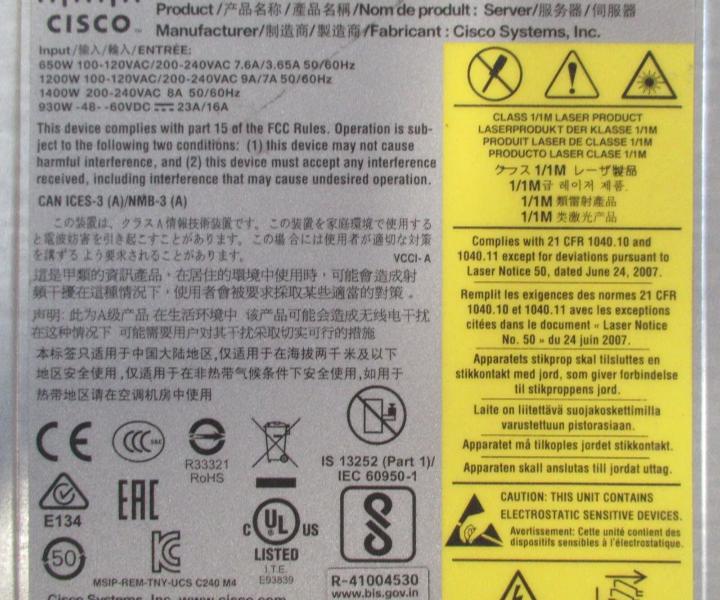 Product/产品名称/產品名稱/Nom de produit : Server/服务器/伺服器
CISCO
Manufacturer/制造商/製造商/Fabricant : Cisco Systems, Inc.
Input/输入/輸入/ENTRÉE:
650W 100-120VAC/200-240VAC 7.6A/3.65A 50/60Hz
1200W 100-120VAC/200-240VAC 9A/7A 50/60Hz
1400W 200-240VAC 8A 50/60Hz
930W -48- -60VDC 23A/16A
This device complies with part 15 of the FCC Rules. Operation is sub-
ject to the following two conditions: (1) this device may not cause
harmful interference, and (2) this device must accept any interference
received, including interference that may cause undesired operation.
CAN ICES-3 (A)/NMB-3 (A)
この装置は、クラスA情報技術装置です。この装置を家庭環境で使用する
と電波妨害を引き起こすことがあります。この場合には使用者が適切な対策
を講ずるよう要求されることがあります。 VCCI-A
這是甲類的資訊產品，在居住的環境中使用時，可能會造成射
頻干擾在這種情況下，使用者會被要求採取某些適當的對策。
声明: 此为A级产品 在生活环境中 该产品可能会造成无线电干扰
在这种情况下 可能需要用户对其干扰采取切实可行的措施
本标签只适用于中国大陆地区,仅适用于在海拔两千米及以下
地区安全使用,仅适用于在非热带气候条件下安全使用,如用于
热带地区请在空调机房中使用
CE
CCC
S&E
R33321
RoHS
IS 13252 (Part 1)/
IEC 60950-1
E134
EAC
50
C UL US
LISTED
I.T.E.
E93839
MSIP-REM-TNY-UCS C240 M4
R-41004530
www.bis.gov.in
Cisco Systems, Inc. www.cisco.com
CLASS 1/1M LASER PRODUCT
LASERPRODUKT DER KLASSE 1/1M
PRODUIT LASER DE CLASSE 1/1M
PRODUCTO LASER CLASE 1/1M
クラス 1/1M レーザ製品
1/1M급 레이저 제품.
1/1M 類雷射產品
1/1M 类激光产品
Complies with 21 CFR 1040.10 and
1040.11 except for deviations pursuant to
Laser Notice 50, dated June 24, 2007.
Remplit les exigences des normes 21 CFR
1040.10 et 1040.11 avec les exceptions
citées dans le document « Laser Notice
No. 50 » du 24 juin 2007.
Apparatets stikprop skal tilsluttes en
stikkontakt med jord, som giver forbindelse
til stikproppens jord.
Laite on liitettävä suojakoskettimilla
varustettuun pistorasiaan.
Apparatet må tilkoples jordet stikkontakt.
Apparaten skall anslutas till jordat uttag.
CAUTION: THIS UNIT CONTAINS
ELECTROSTATIC SENSITIVE DEVICES.
Avertissement: Cette unité contient des
dispositifs sensibles à l'électrostatique.